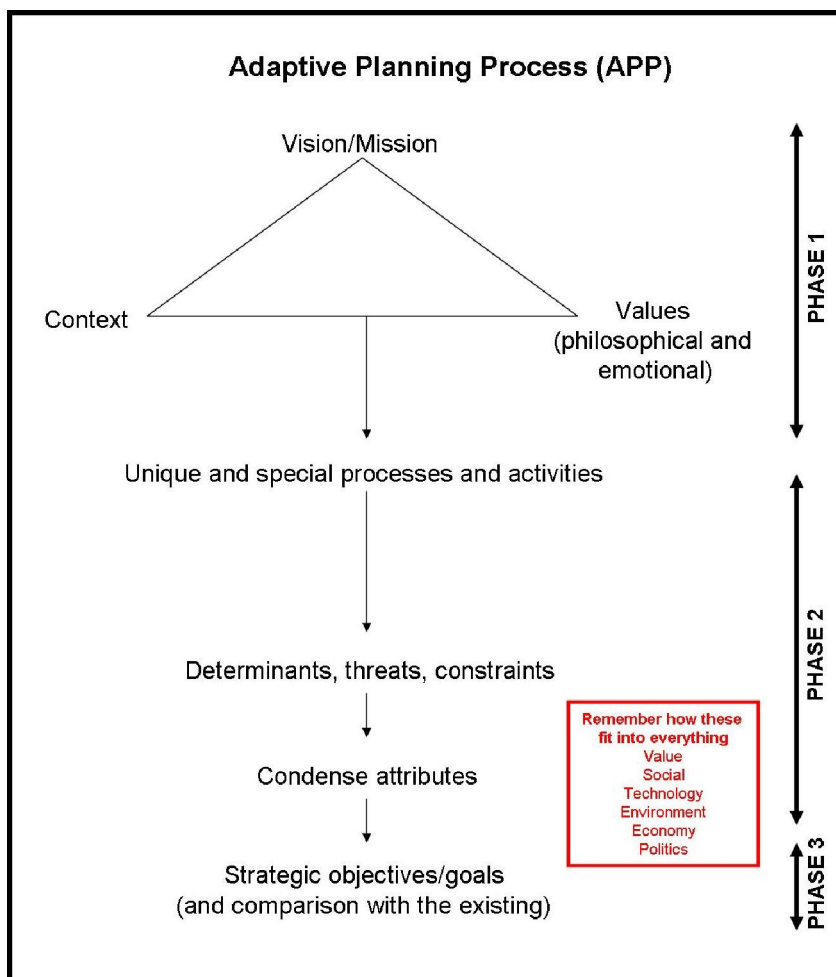 Adaptive Planning Process (APP)
Vision/Mission
Context
Values
(philosophical and
emotional)
PHASE 1
Unique and special processes and activities
Determinants, threats, constraints
Condense attributes
PHASE 2
Remember how these
fit into everything
Value
Social
Technology
Environment
Economy
Politics
Strategic objectives/goals
(and comparison with the existing)
PHASE 3